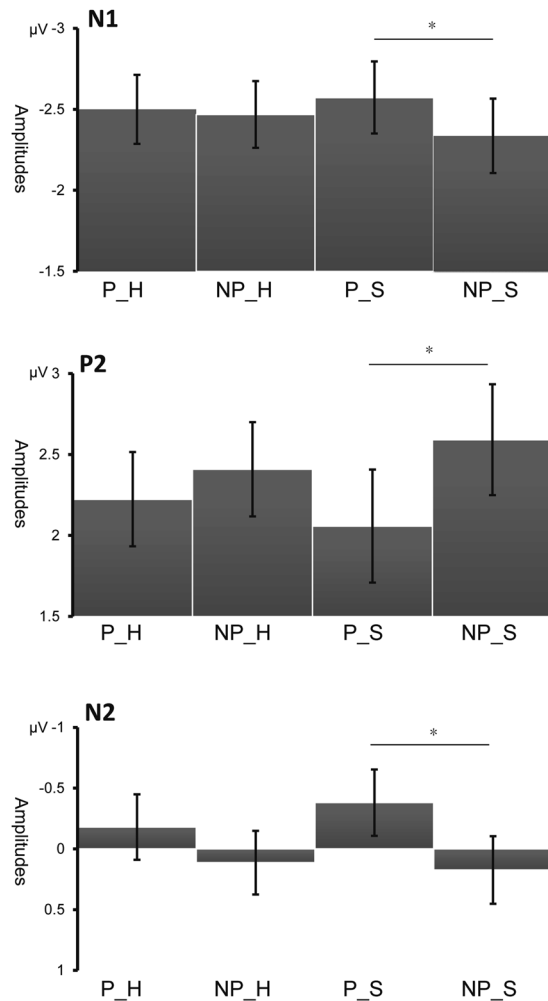 N1
µV -3
*
-2.5
Amplitudes
-2
-1.5
P_H NP_H P_S NP_S
P2
µV 3
*
2.5
Amplitudes
2
1.5
P_H NP_H P_S NP_S
N2
µV -1
*
-0.5
Amplitudes
0
0.5
1
P_H NP_H P_S NP_S